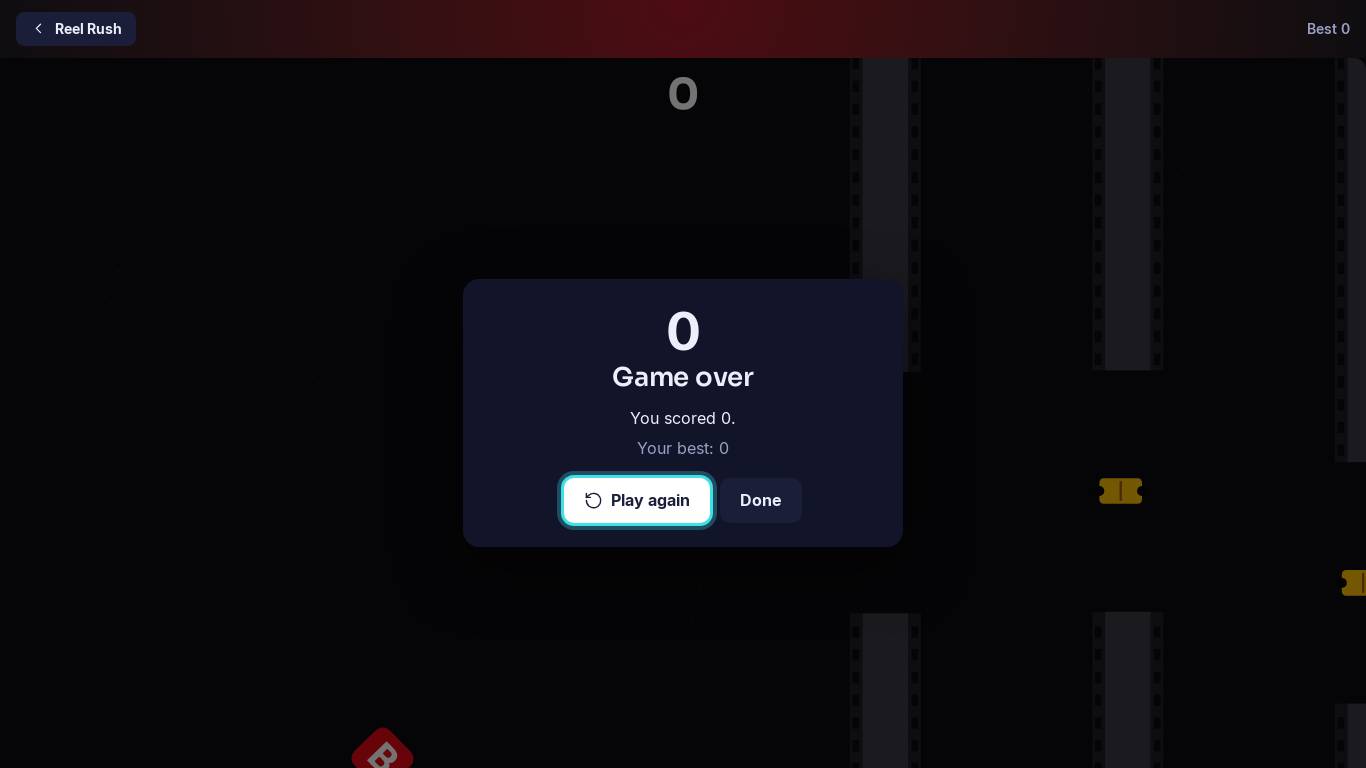 Reel Rush
Best 0
0
0
Game over
You scored 0.
Your best: 0
Play again
Done
B